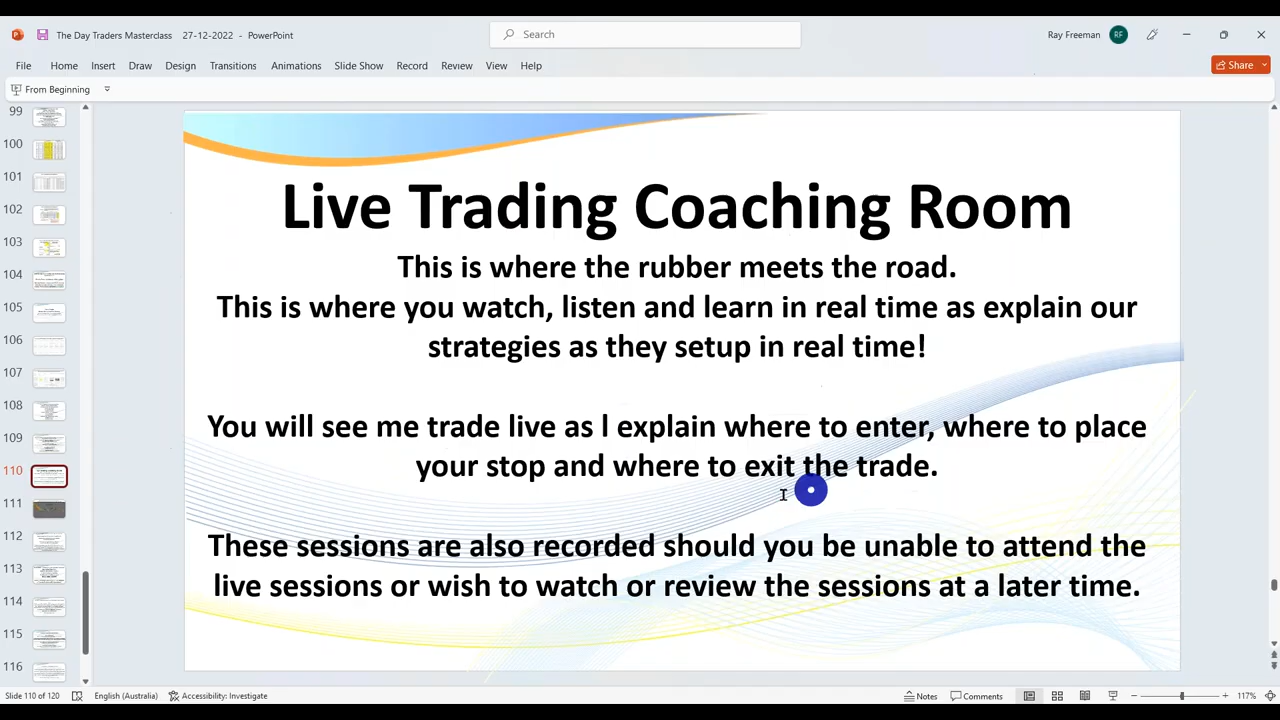 The Day Traders Masterclass 27-12-2022 - PowerPoint
Search
Ray Freeman RF
File Home Insert Draw Design Transitions Animations Slide Show Record Review View Help
Share
From Beginning
99
100
101
102
103
104
105
106
107
108
109
110
111
112
113
114
115
116
Live Trading Coaching Room
This is where the rubber meets the road.
This is where you watch, listen and learn in real time as explain our
strategies as they setup in real time!
You will see me trade live as l explain where to enter, where to place
your stop and where to exit the trade.
These sessions are also recorded should you be unable to attend the
live sessions or wish to watch or review the sessions at a later time.
Slide 110 of 120 English (Australia) Accessibility: Investigate Notes Comments 117%